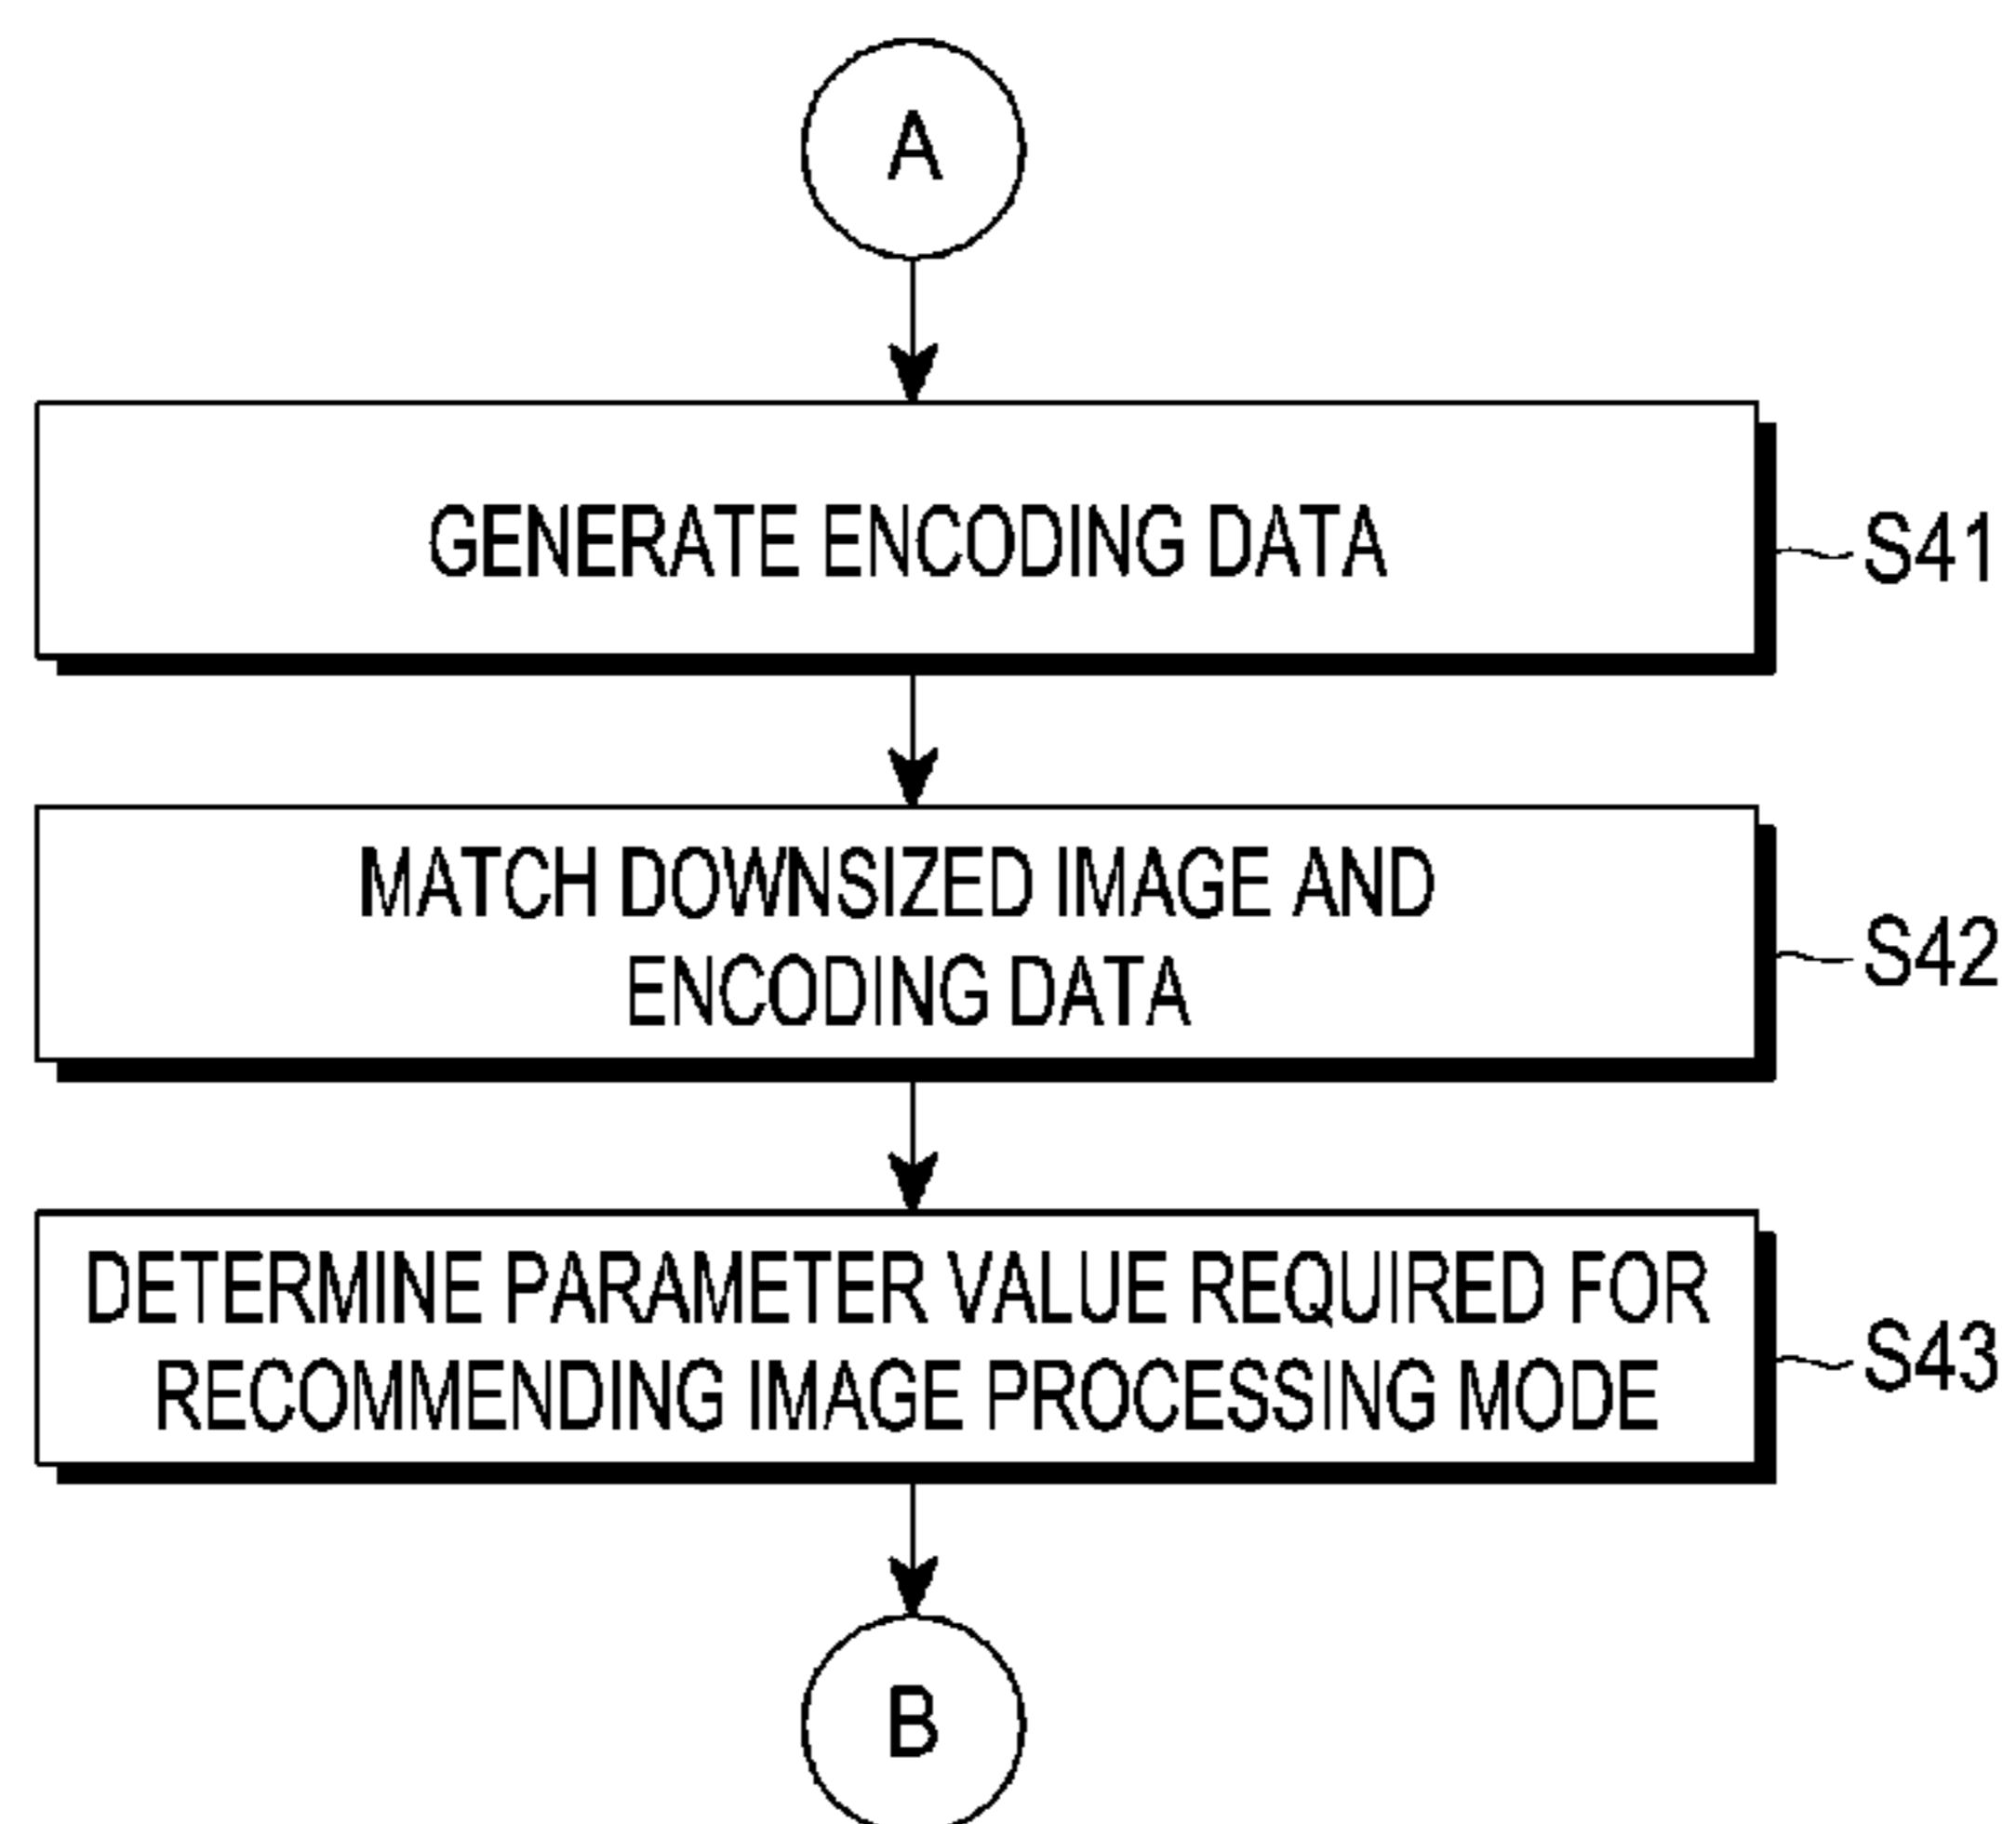 A
GENERATE ENCODING DATA
S41
MATCH DOWNSIZED IMAGE AND
ENCODING DATA
S42
DETERMINE PARAMETER VALUE REQUIRED FOR
RECOMMENDING IMAGE PROCESSING MODE
S43
B